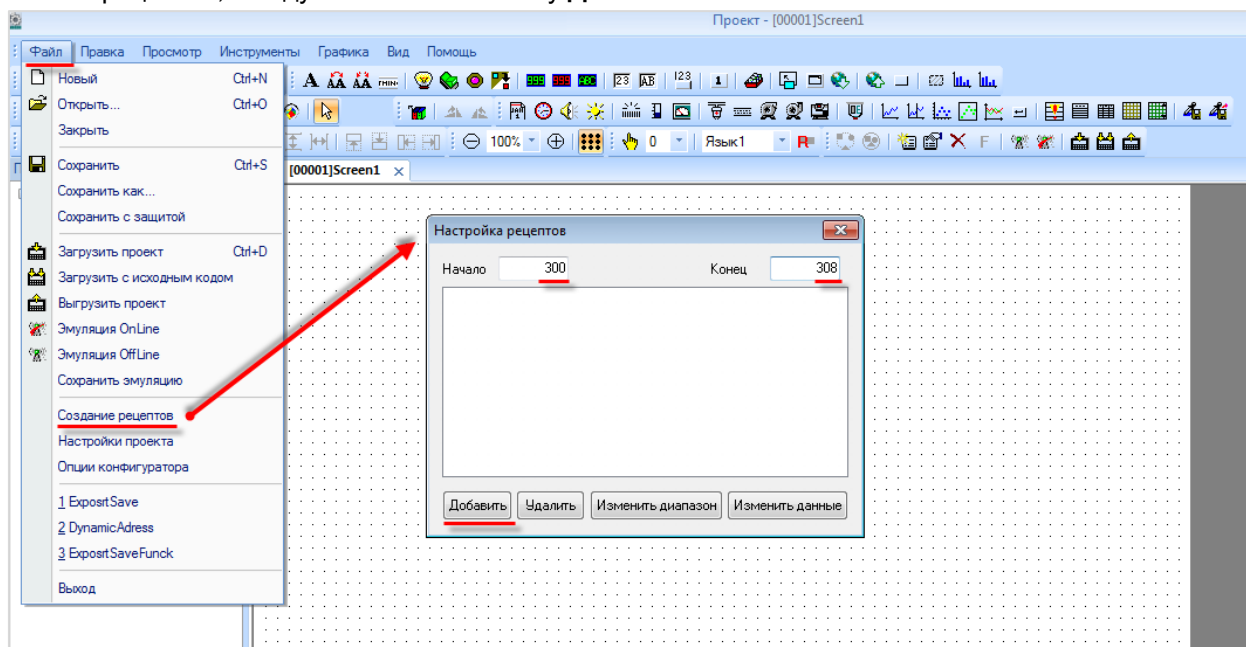 Проект - [00001]Screen1
Файл Правка Просмотр Инструменты Графика Вид Помощь
Новый Ctrl+N
Открыть... Ctrl+O
Закрыть
100% 0 Язык1
Сохранить Ctrl+S
[00001]Screen1
Сохранить как...
Сохранить с защитой
Загрузить проект Ctrl+D
Загрузить с исходным кодом
Выгрузить проект
Эмуляция OnLine
Эмуляция OffLine
Сохранить эмуляцию
Создание рецептов
Настройки проекта
Опции конфигуратора
1 ExposrtSave
2 DynamicAdress
3 ExposrtSaveFunck
Выход
Настройка рецептов
Начало 300 Конец 308
Добавить Удалить Изменить диапазон Изменить данные